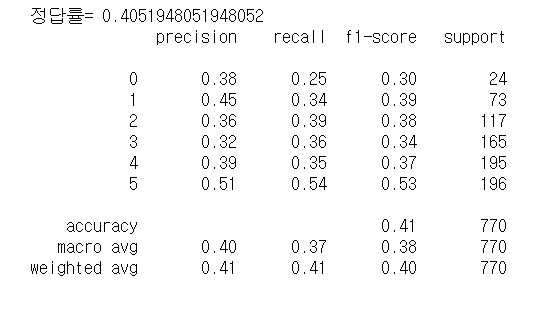 정답률= 0.4051948051948052
precision recall f1-score support
0 0.38 0.25 0.30 24
1 0.45 0.34 0.39 73
2 0.36 0.39 0.38 117
3 0.32 0.36 0.34 165
4 0.39 0.35 0.37 195
5 0.51 0.54 0.53 196
accuracy 0.41 770
macro avg 0.40 0.37 0.38 770
weighted avg 0.41 0.41 0.40 770